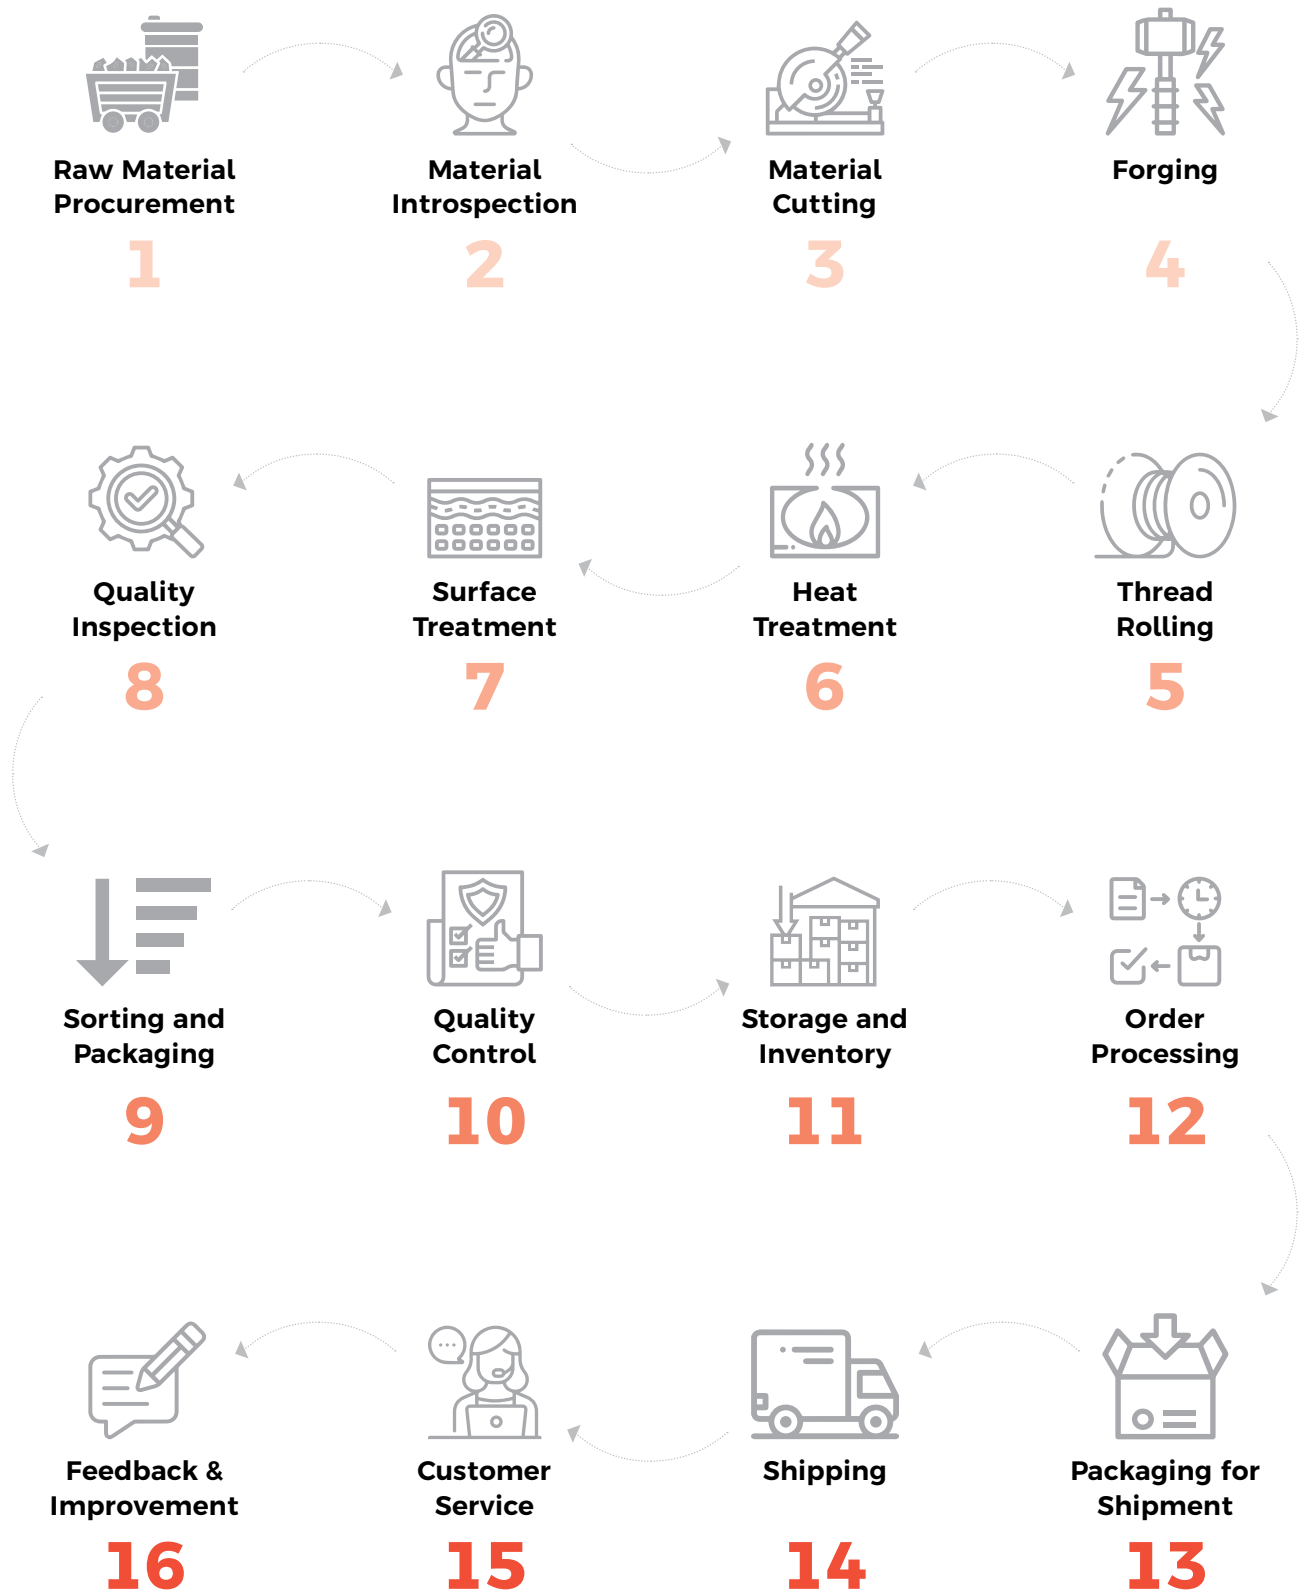 Raw Material
Procurement
1
Material
Introspection
2
Material
Cutting
3
Forging
4
Thread
Rolling
5
Heat
Treatment
6
Surface
Treatment
7
Quality
Inspection
8
Sorting and
Packaging
9
Quality
Control
10
Storage and
Inventory
11
Order
Processing
12
Packaging for
Shipment
13
Shipping
14
Customer
Service
15
Feedback &
Improvement
16